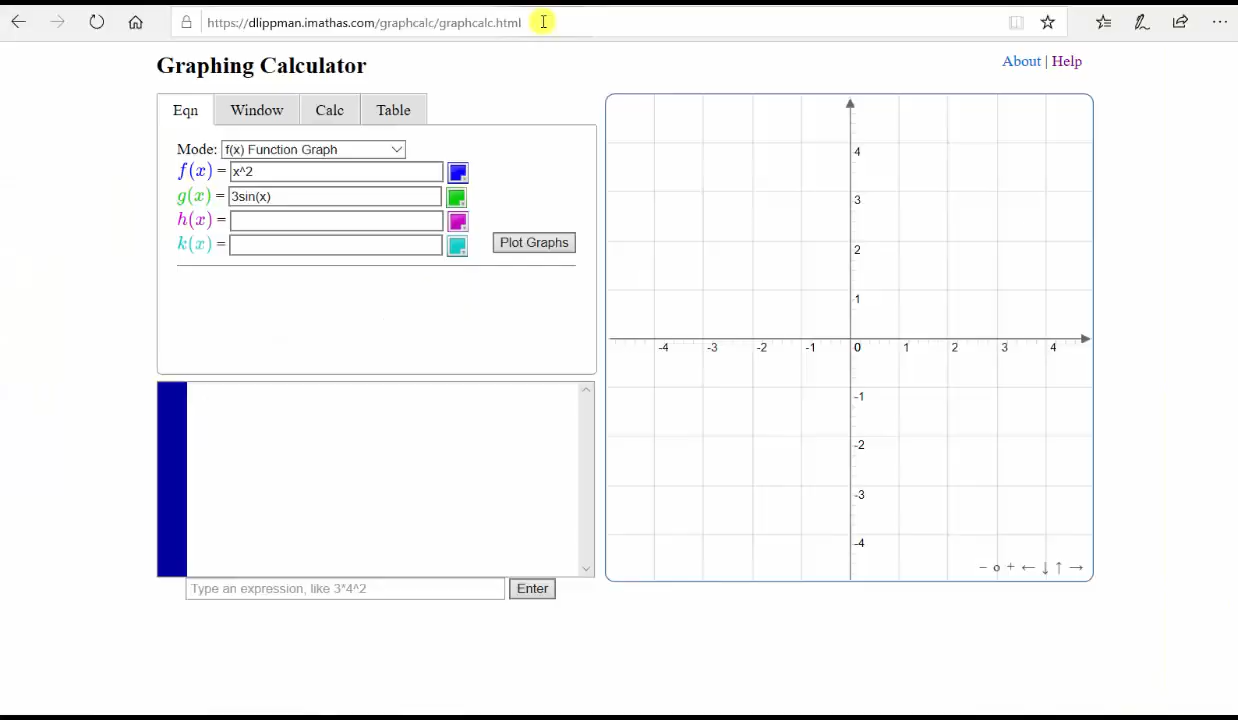 https://dlippman.imathas.com/graphcalc/graphcalc.html
Graphing Calculator
About | Help
Eqn Window Calc Table
Mode: f(x) Function Graph
f(x) = x^2
g(x) = 3sin(x)
h(x) =
k(x) =
Plot Graphs
4
3
2
1
-4 -3 -2 -1 0 1 2 3 4
-1
-2
-3
-4
− o + ← ↓ ↑ →
Type an expression, like 3*4^2 Enter